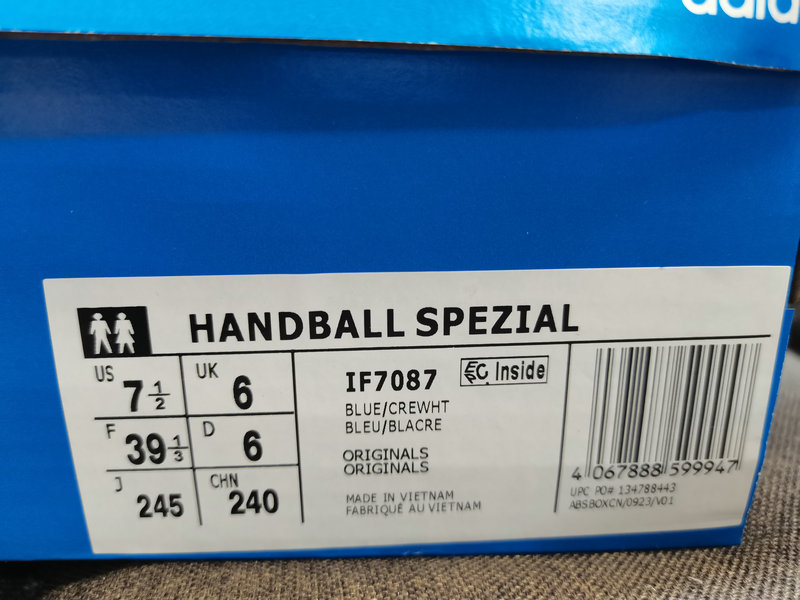 adidas
HANDBALL SPEZIAL
US 7 1/2 UK 6
F 39 1/3 D 6
J 245 CHN 240
IF7087 Inside
BLUE/CREWHT
BLEU/BLACRE
ORIGINALS
ORIGINALS
MADE IN VIETNAM
FABRIQUÉ AU VIETNAM
4 067888 599947
UPC PO# 134788443
ABSBOXCN/0923/V01